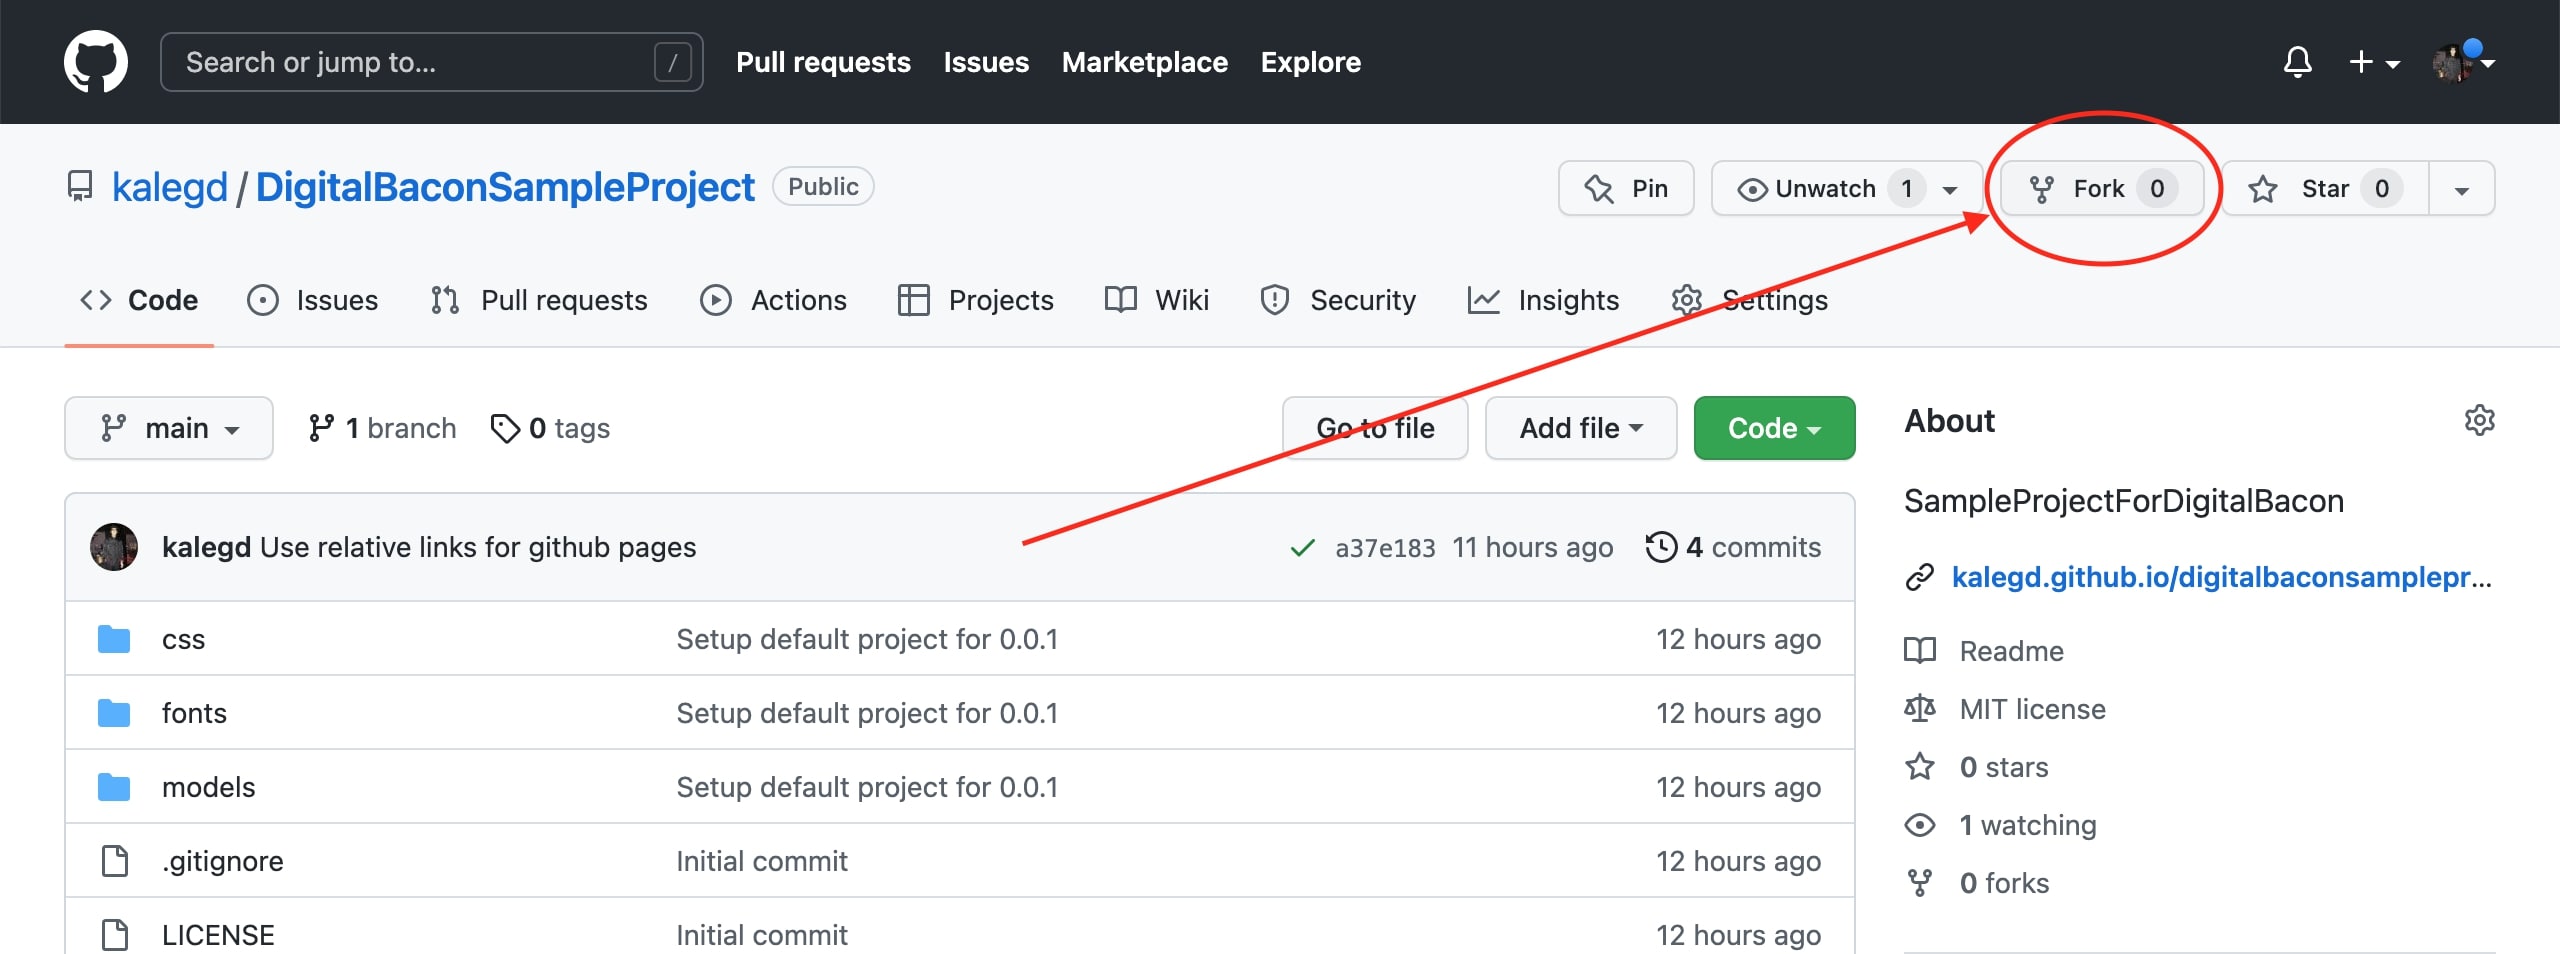 Search or jump to... / Pull requests Issues Marketplace Explore
kalegd / DigitalBaconSampleProject Public Pin Unwatch 1 Fork 0 Star 0
Code Issues Pull requests Actions Projects Wiki Security Insights Settings
main 1 branch 0 tags Go to file Add file Code
kalegd Use relative links for github pages a37e183 11 hours ago 4 commits
css Setup default project for 0.0.1 12 hours ago
fonts Setup default project for 0.0.1 12 hours ago
models Setup default project for 0.0.1 12 hours ago
.gitignore Initial commit 12 hours ago
LICENSE Initial commit 12 hours ago
About
SampleProjectForDigitalBacon
kalegd.github.io/digitalbaconsamplepr...
Readme
MIT license
0 stars
1 watching
0 forks